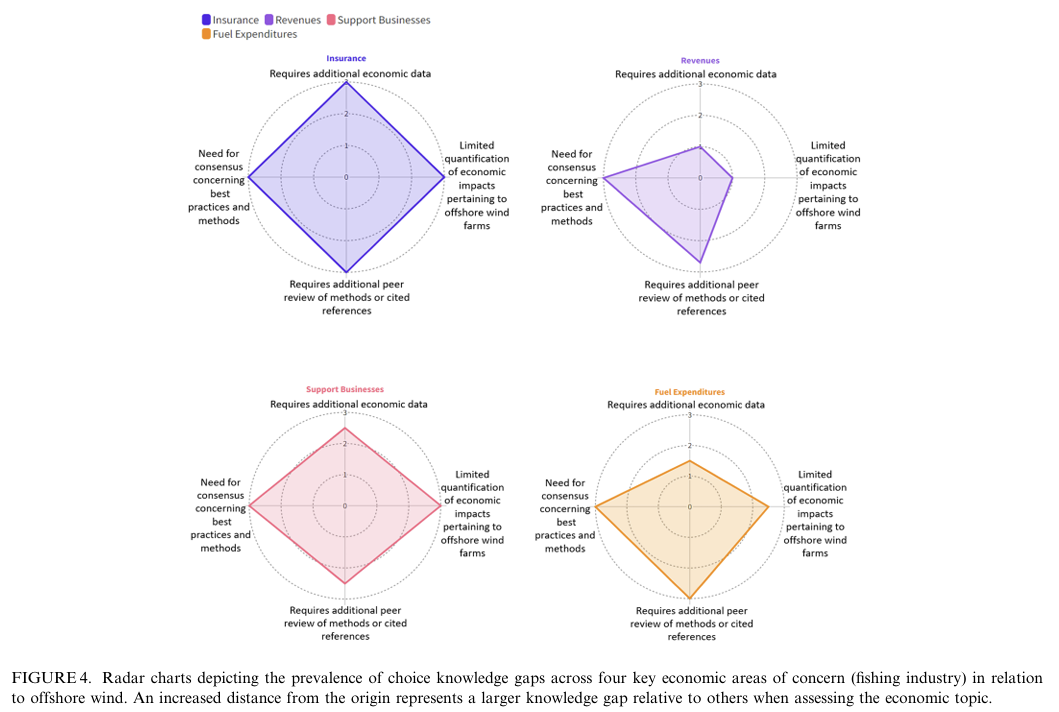 Insurance Revenues Support Businesses
Fuel Expenditures
Insurance
Requires additional economic data
3
2
1
0
Need for
consensus
concerning
best
practices and
methods
Limited
quantification
of economic
impacts
pertaining to
offshore wind
farms
Requires additional peer
review of methods or cited
references
Revenues
Requires additional economic data
3
2
1
0
Need for
consensus
concerning
best
practices and
methods
Limited
quantification
of economic
impacts
pertaining to
offshore wind
farms
Requires additional peer
review of methods or cited
references
Support Businesses
Requires additional economic data
3
2
1
0
Need for
consensus
concerning
best
practices and
methods
Limited
quantification
of economic
impacts
pertaining to
offshore wind
farms
Requires additional peer
review of methods or cited
references
Fuel Expenditures
Requires additional economic data
3
2
1
0
Need for
consensus
concerning
best
practices and
methods
Limited
quantification
of economic
impacts
pertaining to
offshore wind
farms
Requires additional peer
review of methods or cited
references
FIGURE 4. Radar charts depicting the prevalence of choice knowledge gaps across four key economic areas of concern (fishing industry) in relation
to offshore wind. An increased distance from the origin represents a larger knowledge gap relative to others when assessing the economic topic.